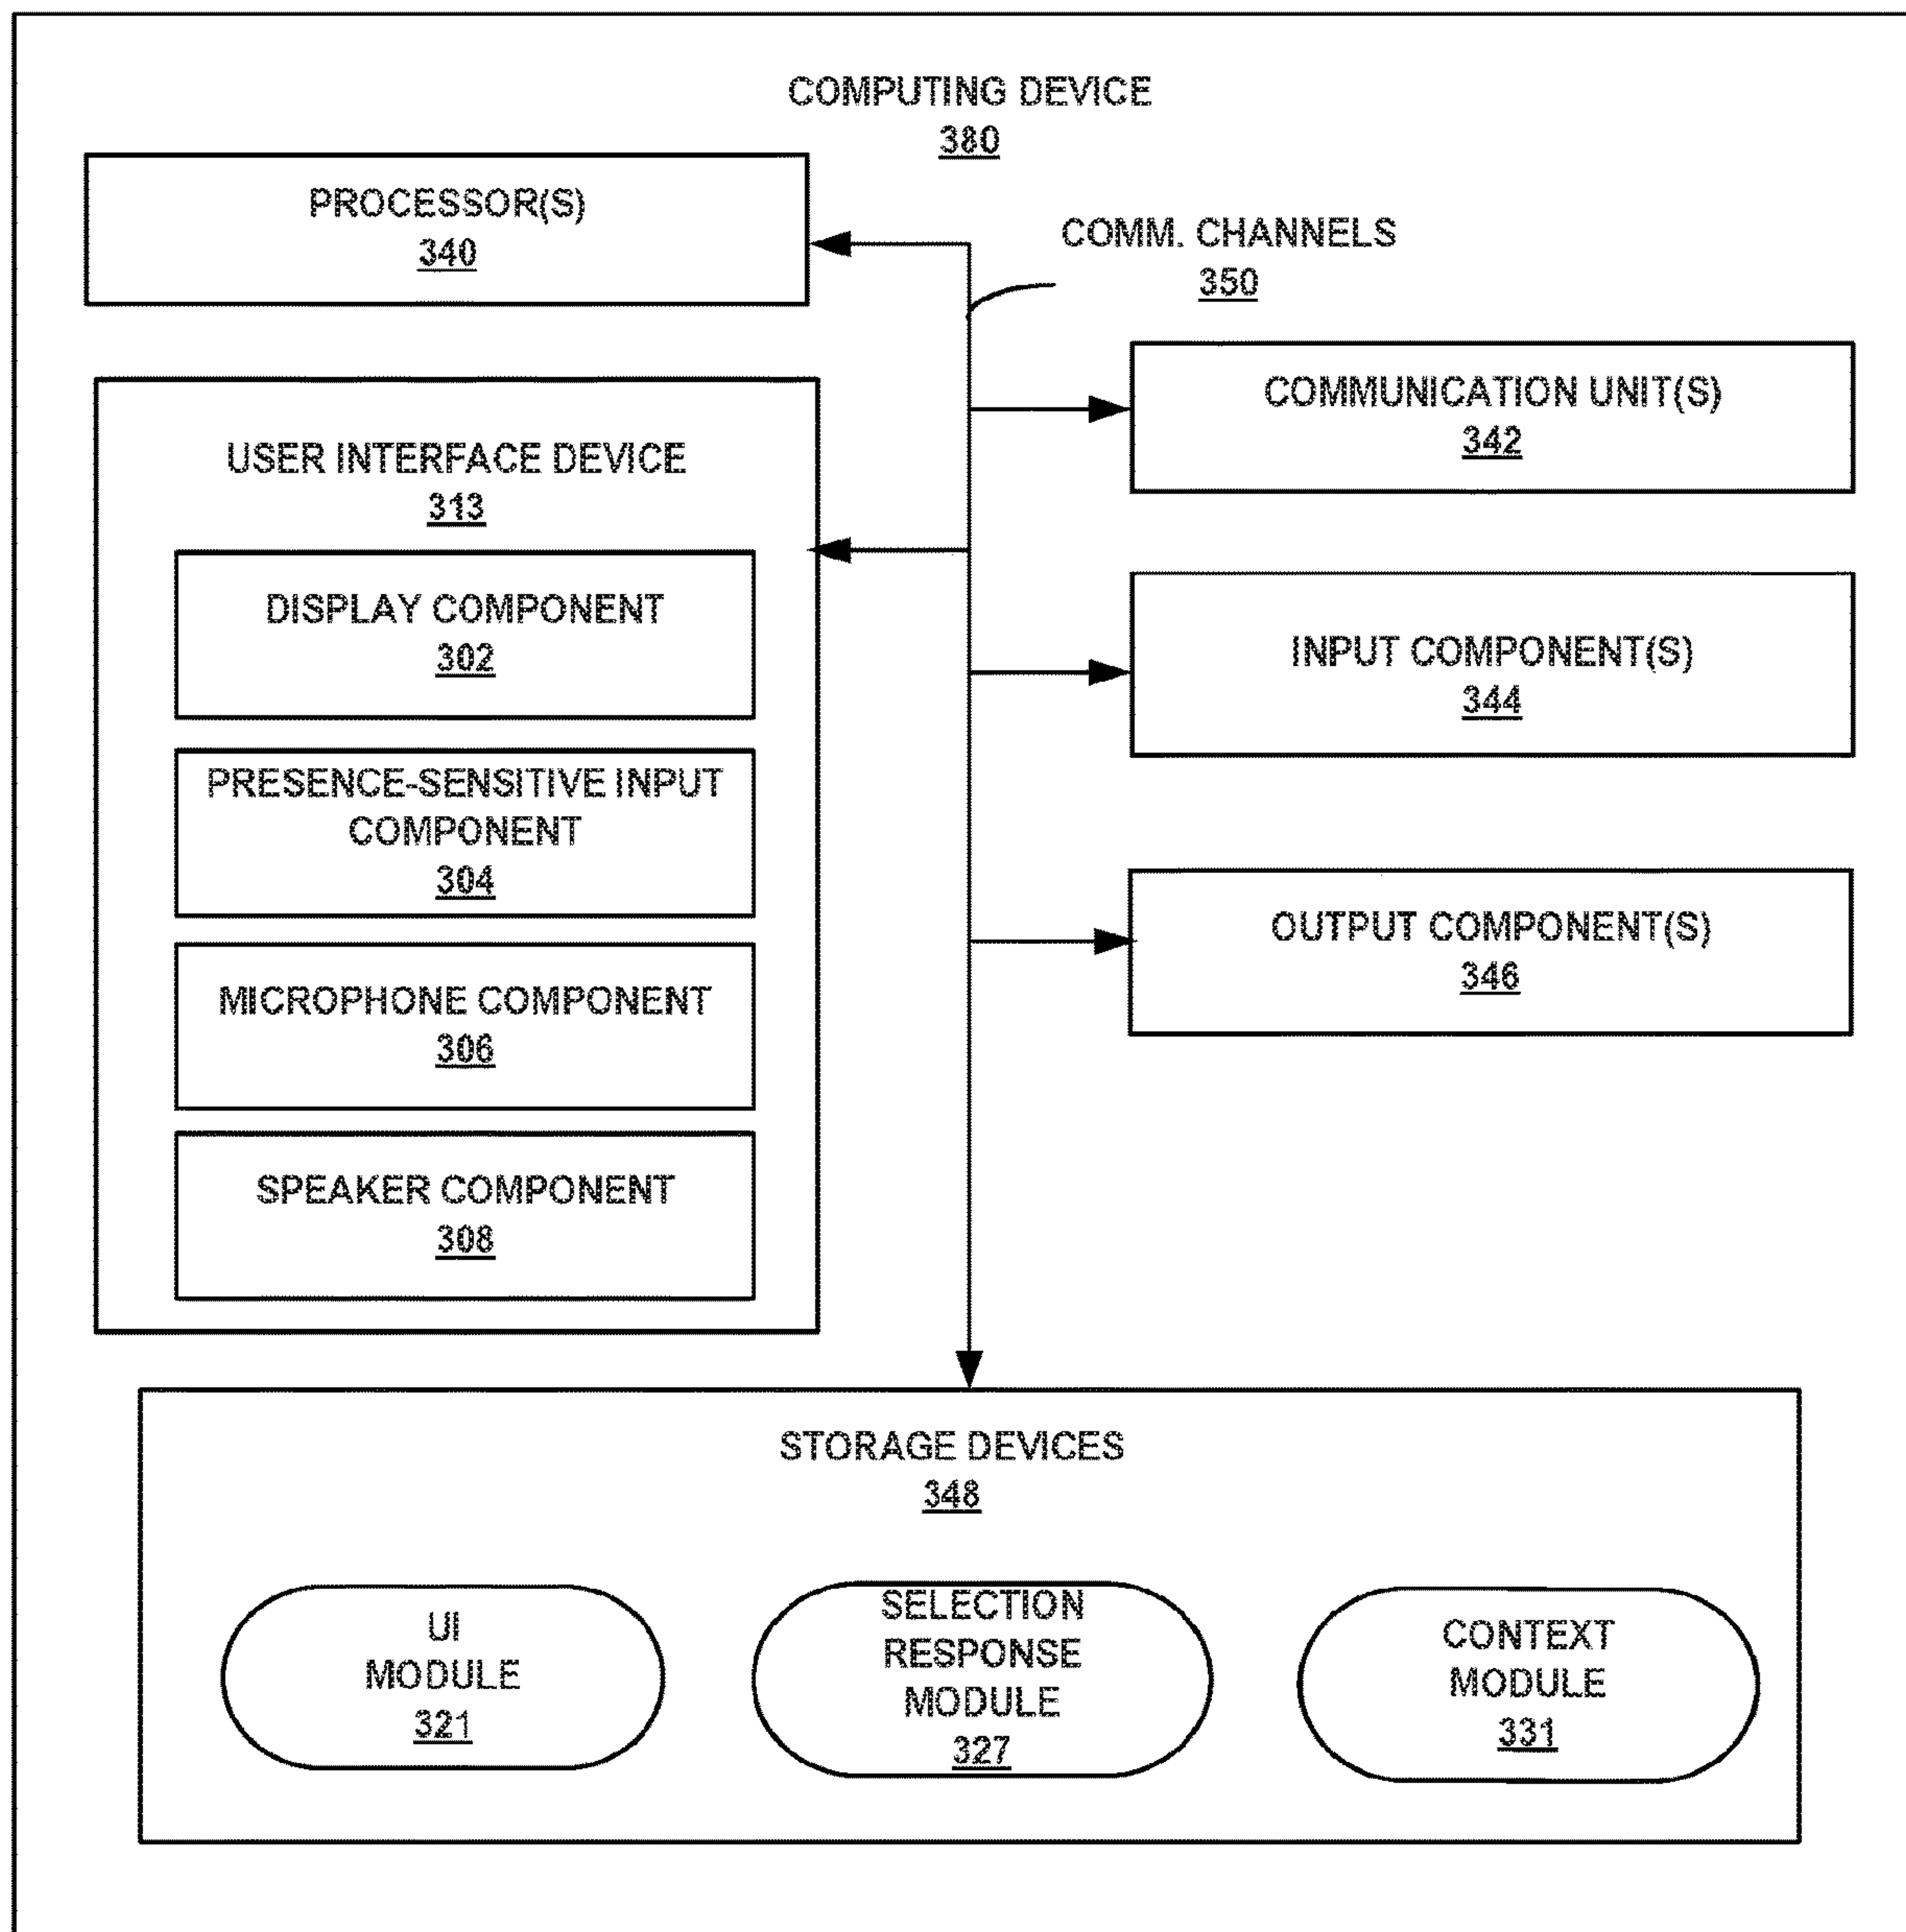 COMPUTING DEVICE
380
PROCESSOR(S)
340
COMM. CHANNELS
350
COMMUNICATION UNIT(S)
342
USER INTERFACE DEVICE
313
DISPLAY COMPONENT
302
INPUT COMPONENT(S)
344
PRESENCE-SENSITIVE INPUT
COMPONENT
304
OUTPUT COMPONENT(S)
346
MICROPHONE COMPONENT
306
SPEAKER COMPONENT
308
STORAGE DEVICES
348
UI
MODULE
321
SELECTION
RESPONSE
MODULE
327
CONTEXT
MODULE
331